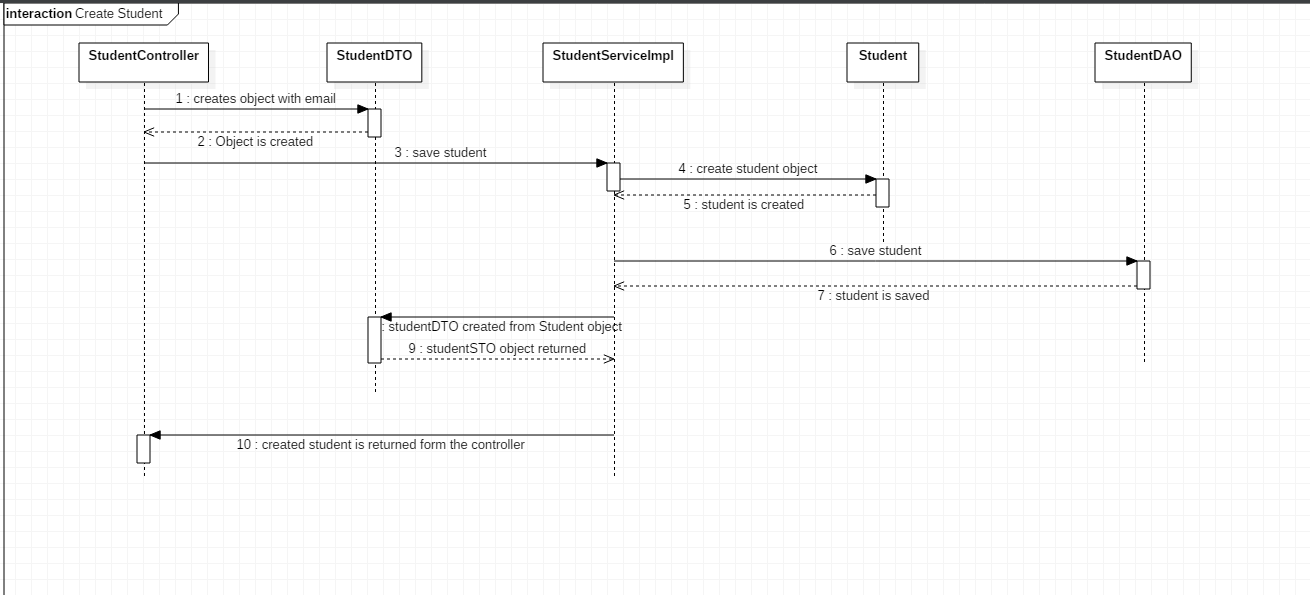 interaction Create Student
StudentController
StudentDTO
StudentServiceImpl
Student
StudentDAO
1 : creates object with email
2 : Object is created
3 : save student
4 : create student object
5 : student is created
6 : save student
7 : student is saved
: studentDTO created from Student object
9 : studentSTO object returned
10 : created student is returned form the controller